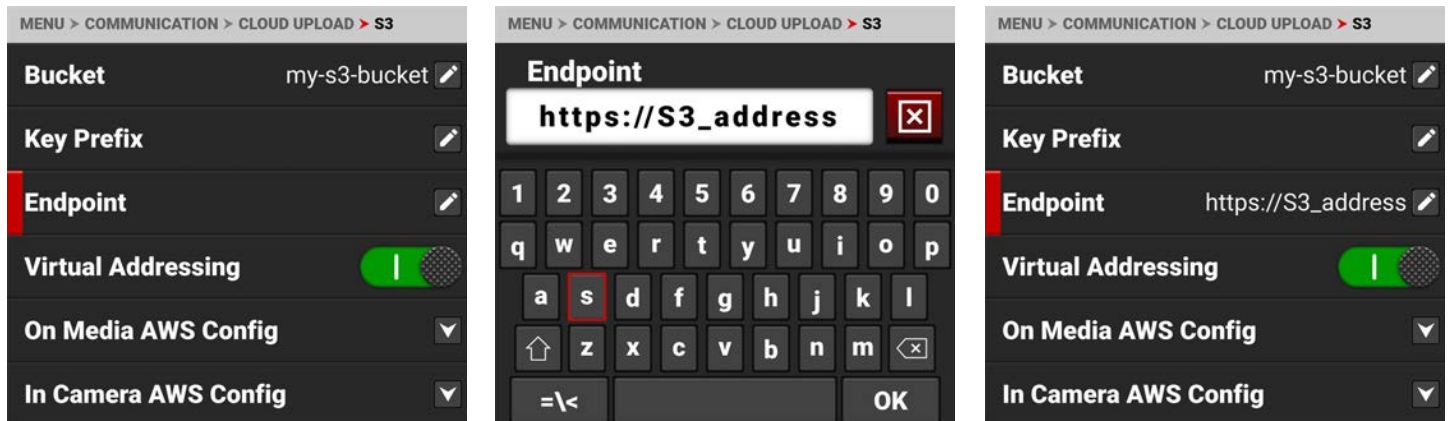 MENU > COMMUNICATION > CLOUD UPLOAD > S3
Bucket my-s3-bucket
Key Prefix
Endpoint
Virtual Addressing
On Media AWS Config
In Camera AWS Config
MENU > COMMUNICATION > CLOUD UPLOAD > S3
Endpoint
https://S3_address
1 2 3 4 5 6 7 8 9 0
q w e r t y u i o p
a s d f g h j k l
z x c v b n m
=\< OK
MENU > COMMUNICATION > CLOUD UPLOAD > S3
Bucket my-s3-bucket
Key Prefix
Endpoint https://S3_address
Virtual Addressing
On Media AWS Config
In Camera AWS Config